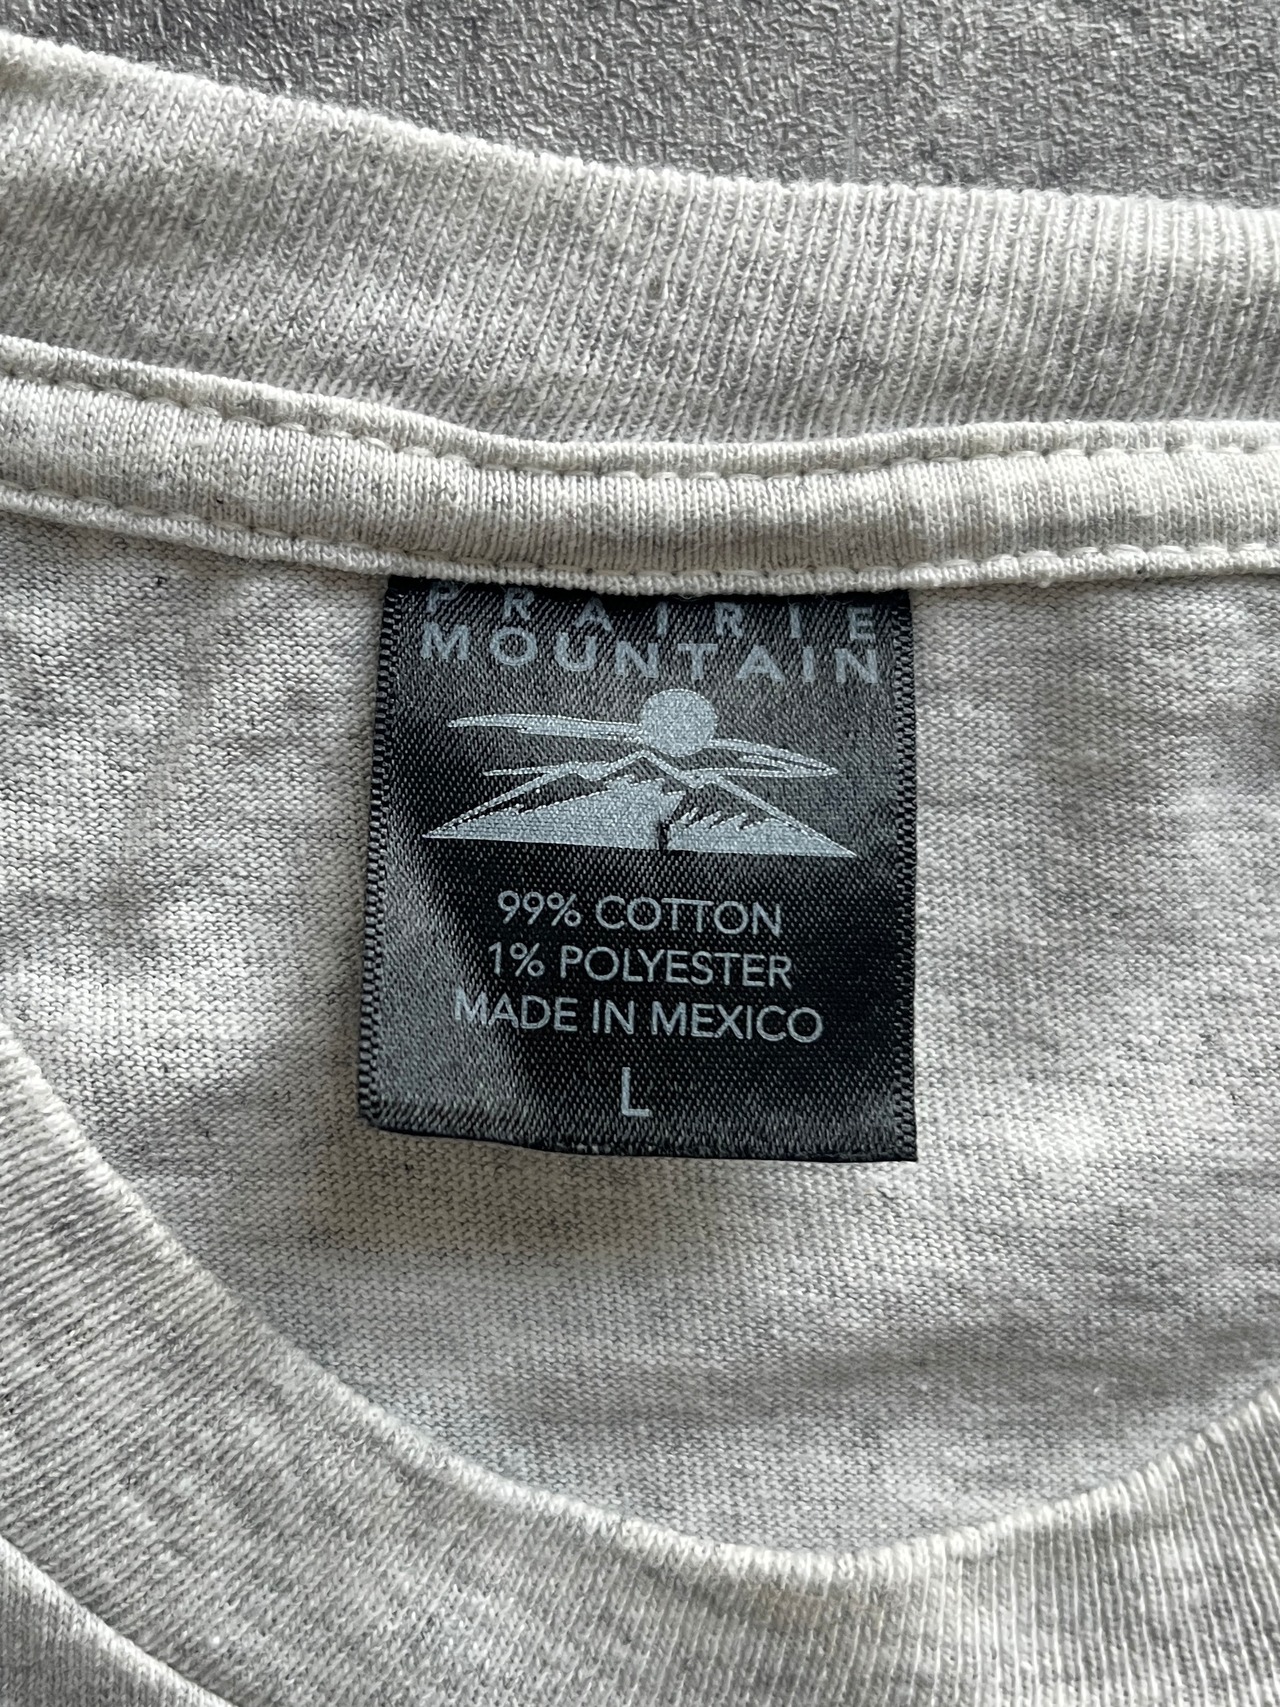 PRAIRIE
MOUNTAIN
99% COTTON
1% POLYESTER
MADE IN MEXICO
L